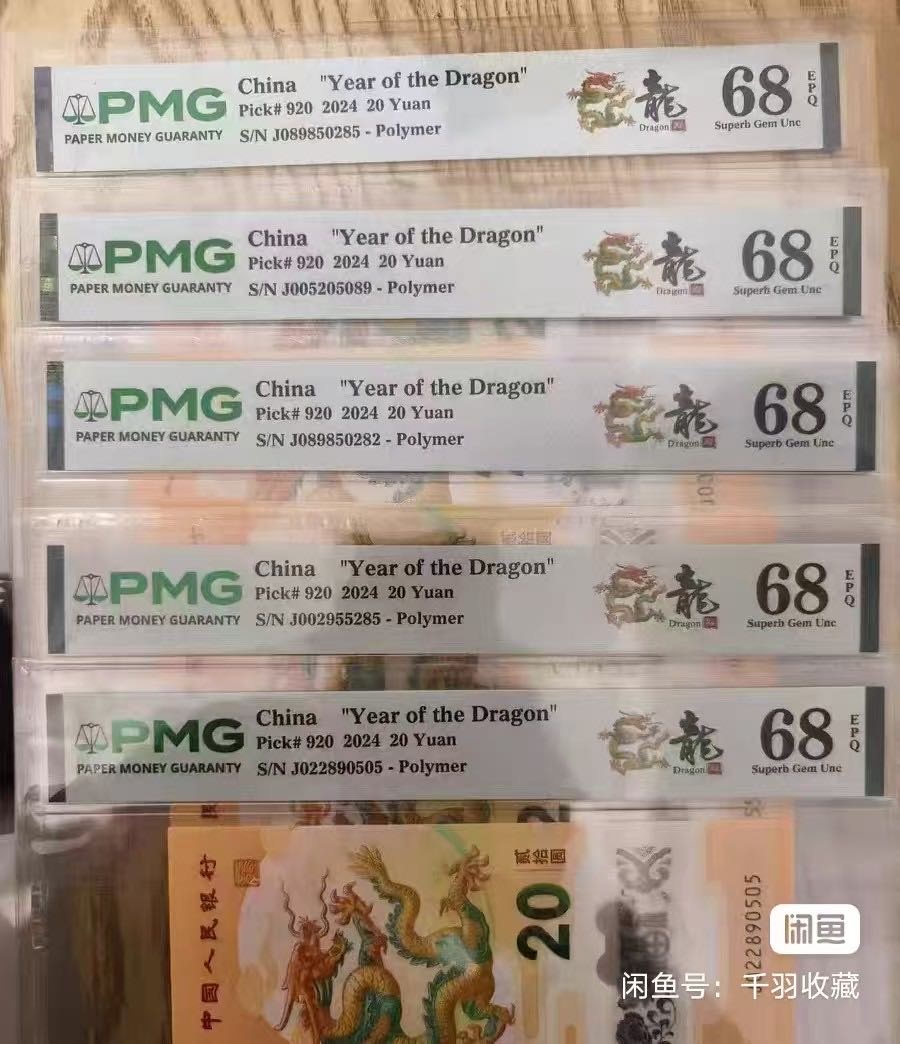 PMG
PAPER MONEY GUARANTY
China "Year of the Dragon"
Pick# 920 2024 20 Yuan
S/N J089850285 - Polymer
龍
Dragon
68
EPQ
Superb Gem Unc
PMG
PAPER MONEY GUARANTY
China "Year of the Dragon"
Pick# 920 2024 20 Yuan
S/N J005205089 - Polymer
龍
Dragon
68
EPQ
Superb Gem Unc
PMG
PAPER MONEY GUARANTY
China "Year of the Dragon"
Pick# 920 2024 20 Yuan
S/N J089850282 - Polymer
龍
Dragon
68
EPQ
Superb Gem Unc
PMG
PAPER MONEY GUARANTY
China "Year of the Dragon"
Pick# 920 2024 20 Yuan
S/N J002955285 - Polymer
龍
Dragon
68
EPQ
Superb Gem Unc
PMG
PAPER MONEY GUARANTY
China "Year of the Dragon"
Pick# 920 2024 20 Yuan
S/N J022890505 - Polymer
龍
Dragon
68
EPQ
Superb Gem Unc
中國人民銀行
貳拾圓
20
22890505
闲鱼
闲鱼号：千羽收藏